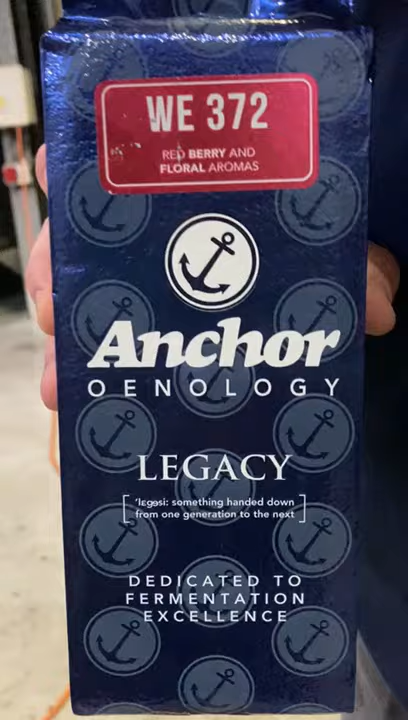 WE 372
RED BERRY AND
FLORAL AROMAS
Anchor
OENOLOGY
LEGACY
['lɛgəsi: something handed down
from one generation to the next]
DEDICATED TO
FERMENTATION
EXCELLENCE